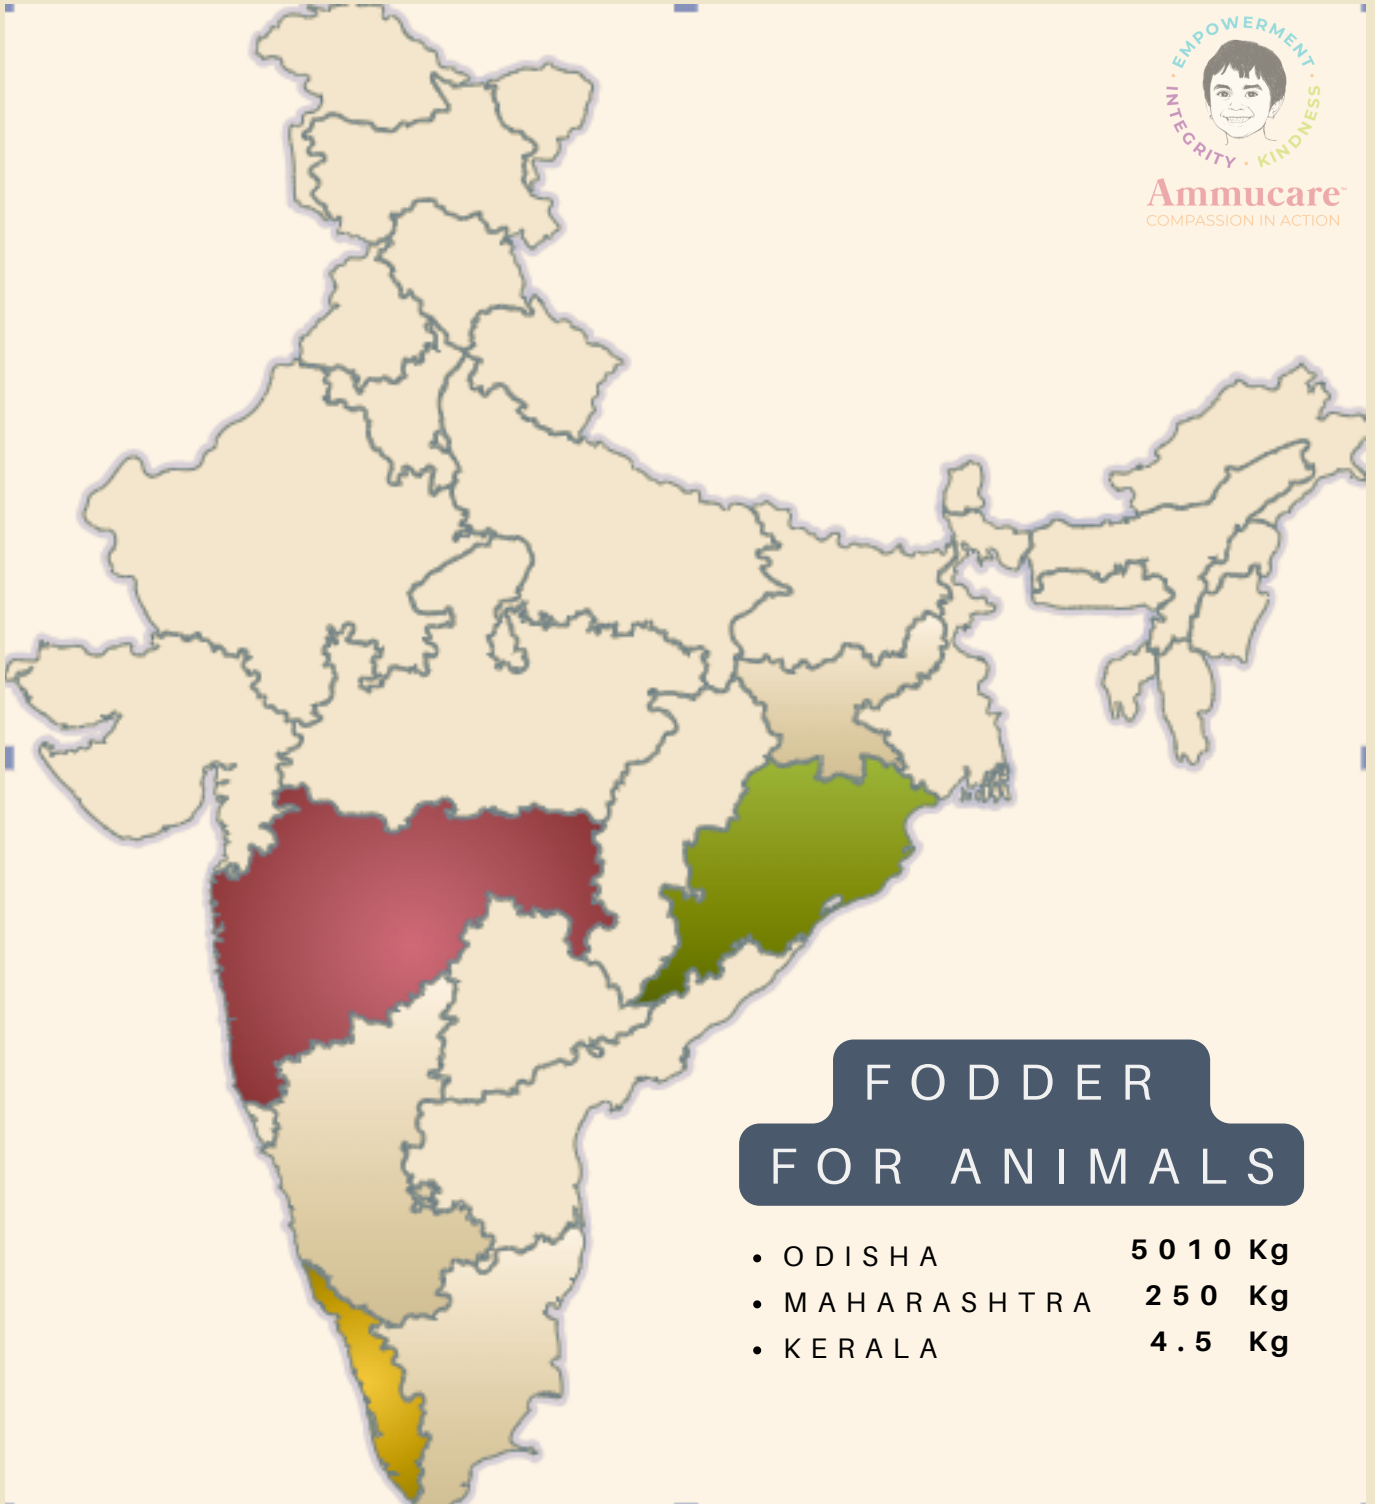 EMPOWERMENT · KINDNESS · INTEGRITY ·
Ammucare™
COMPASSION IN ACTION
FODDER
FOR ANIMALS
• ODISHA 5010 Kg
• MAHARASHTRA 250 Kg
• KERALA 4.5 Kg